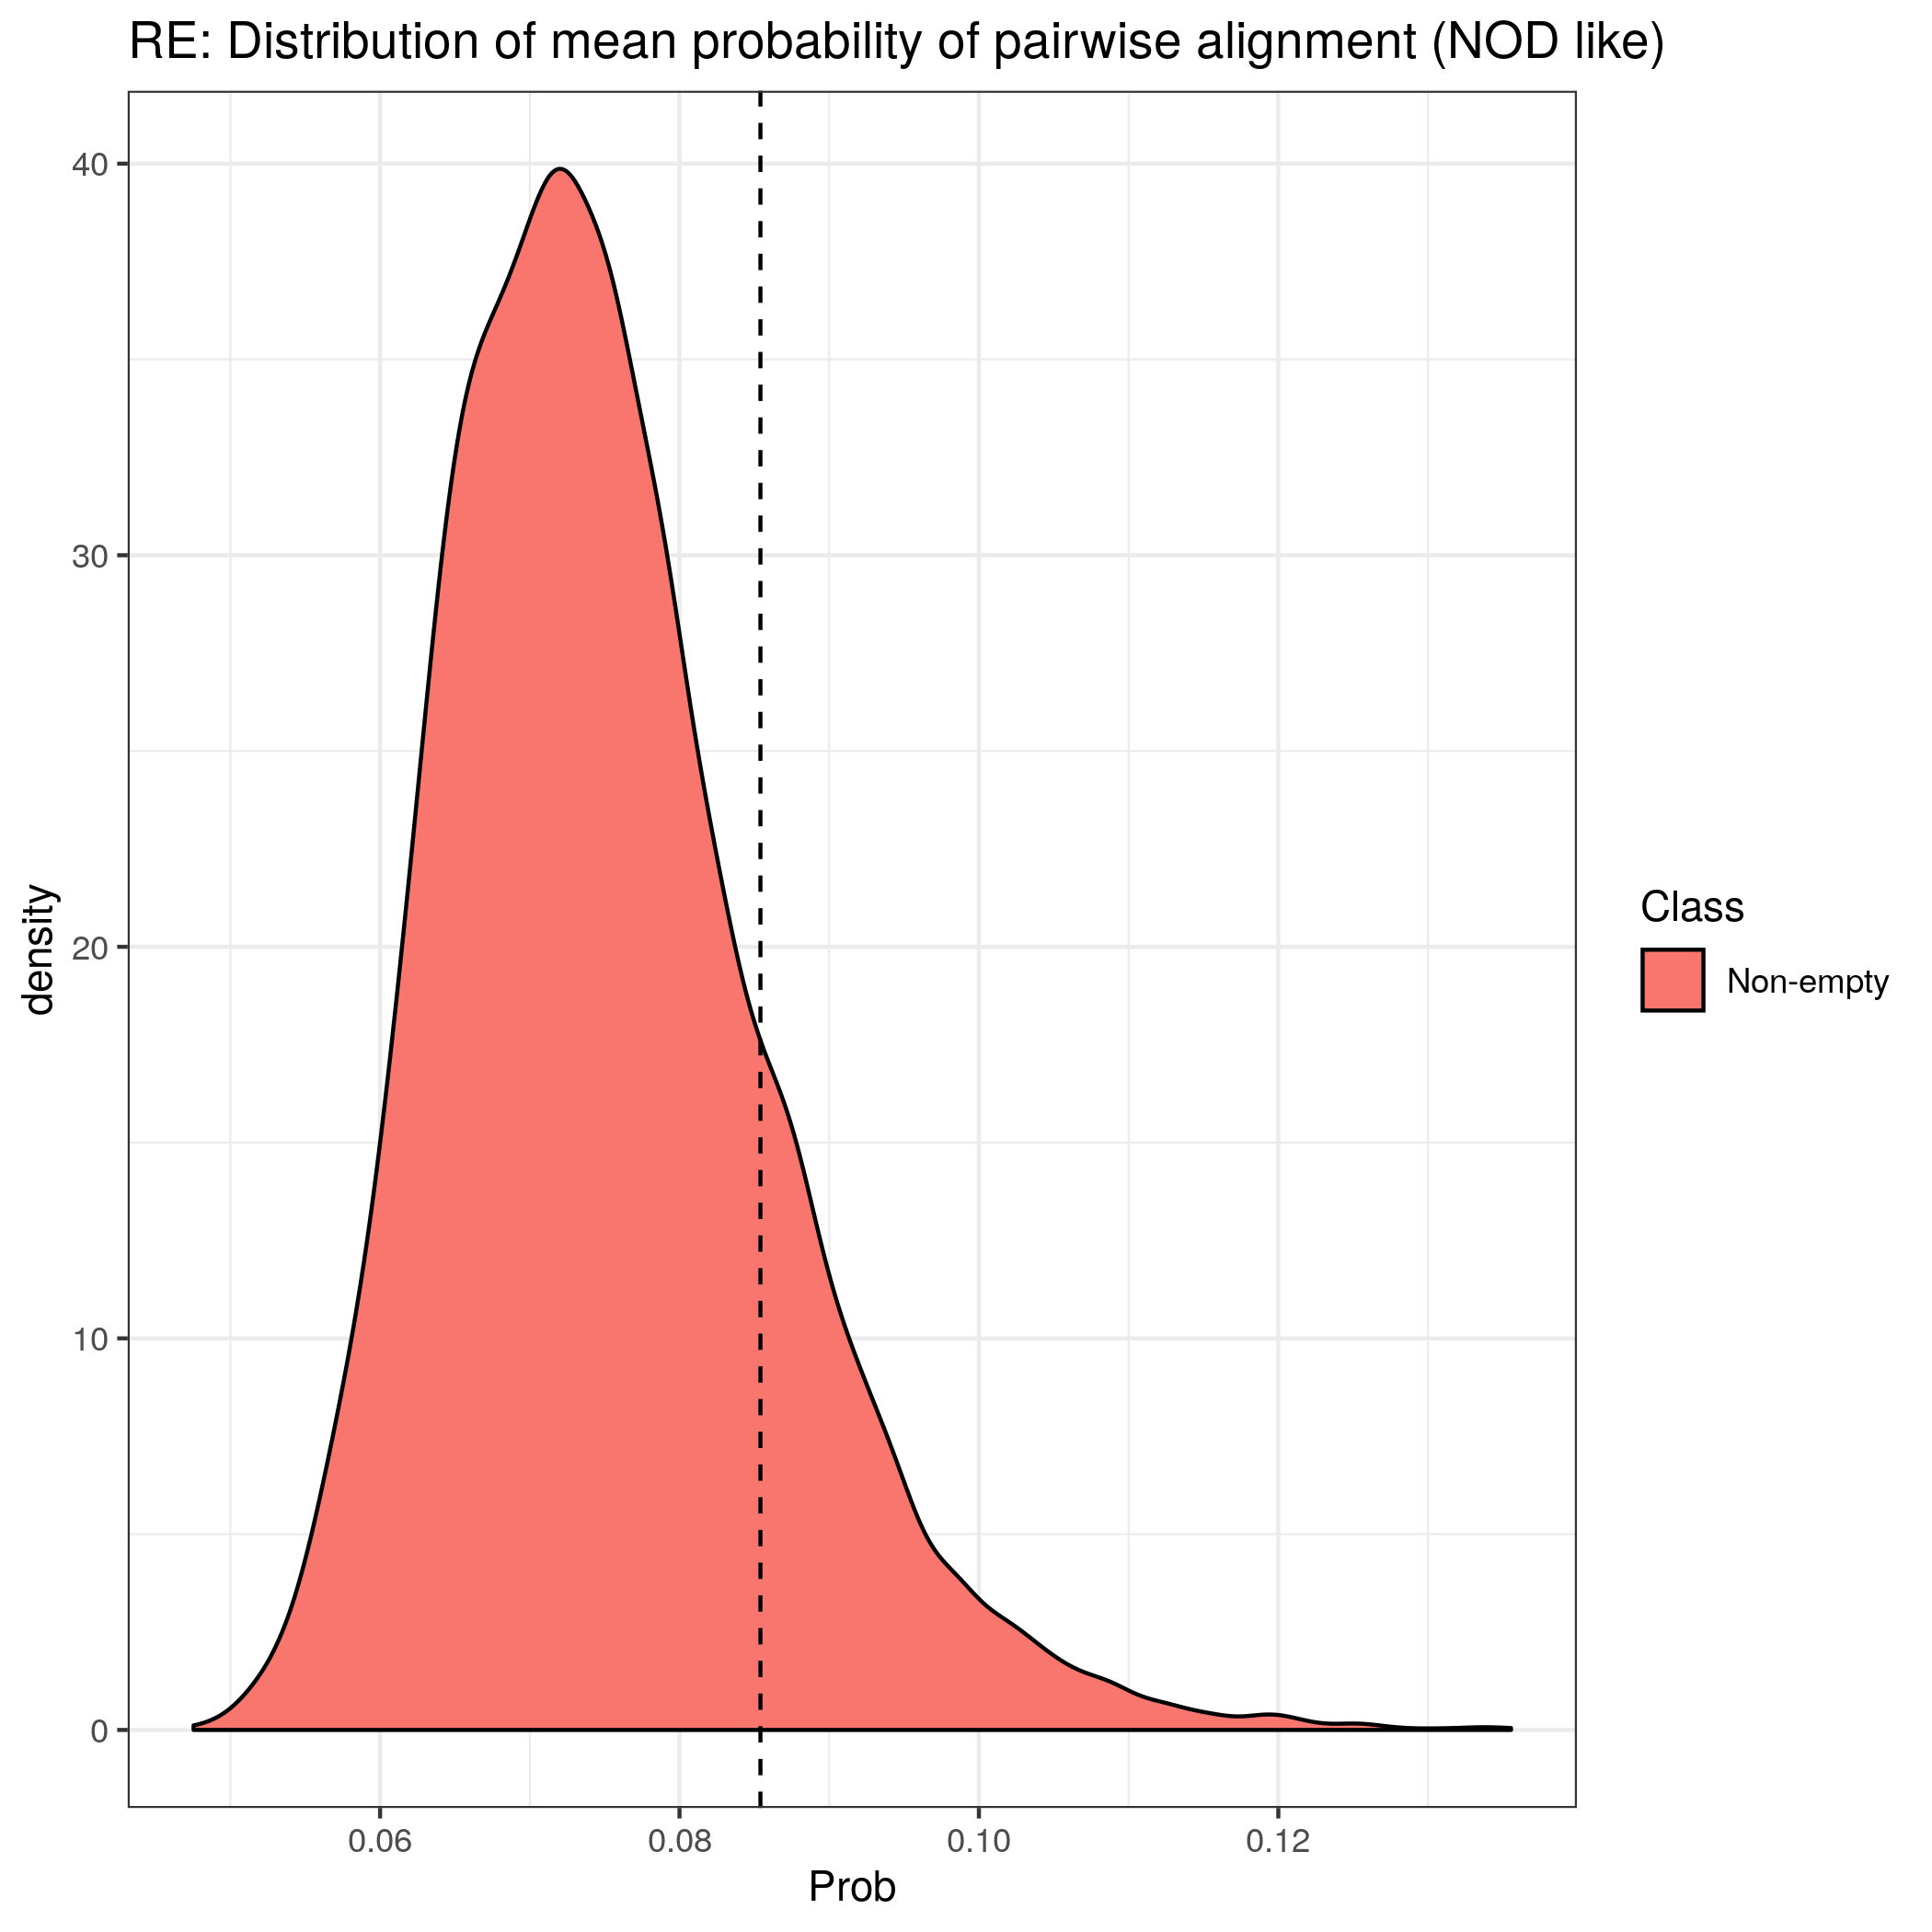 RE: Distribution of mean probability of pairwise alignment (NOD like)
40
30
20
10
0
density
0.06 0.08 0.10 0.12
Prob
Class
Non-empty